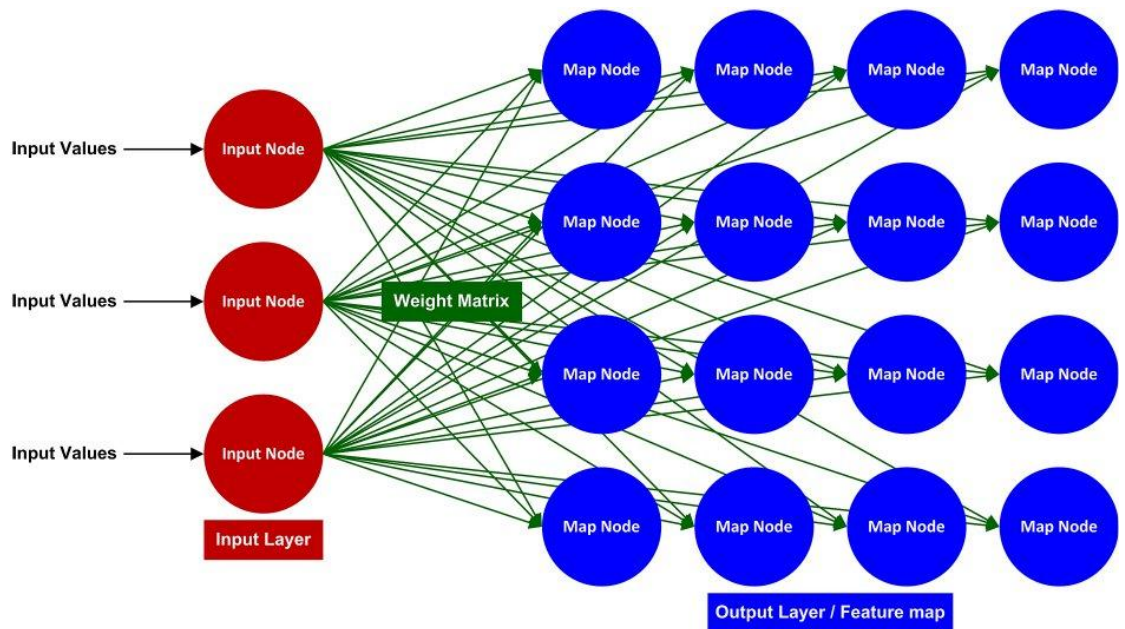 Map Node Map Node Map Node Map Node
Input Values Input Node
Map Node Map Node Map Node Map Node
Input Values Input Node
Weight Matrix
Map Node Map Node Map Node Map Node
Input Values Input Node
Map Node Map Node Map Node Map Node
Input Layer
Output Layer / Feature map